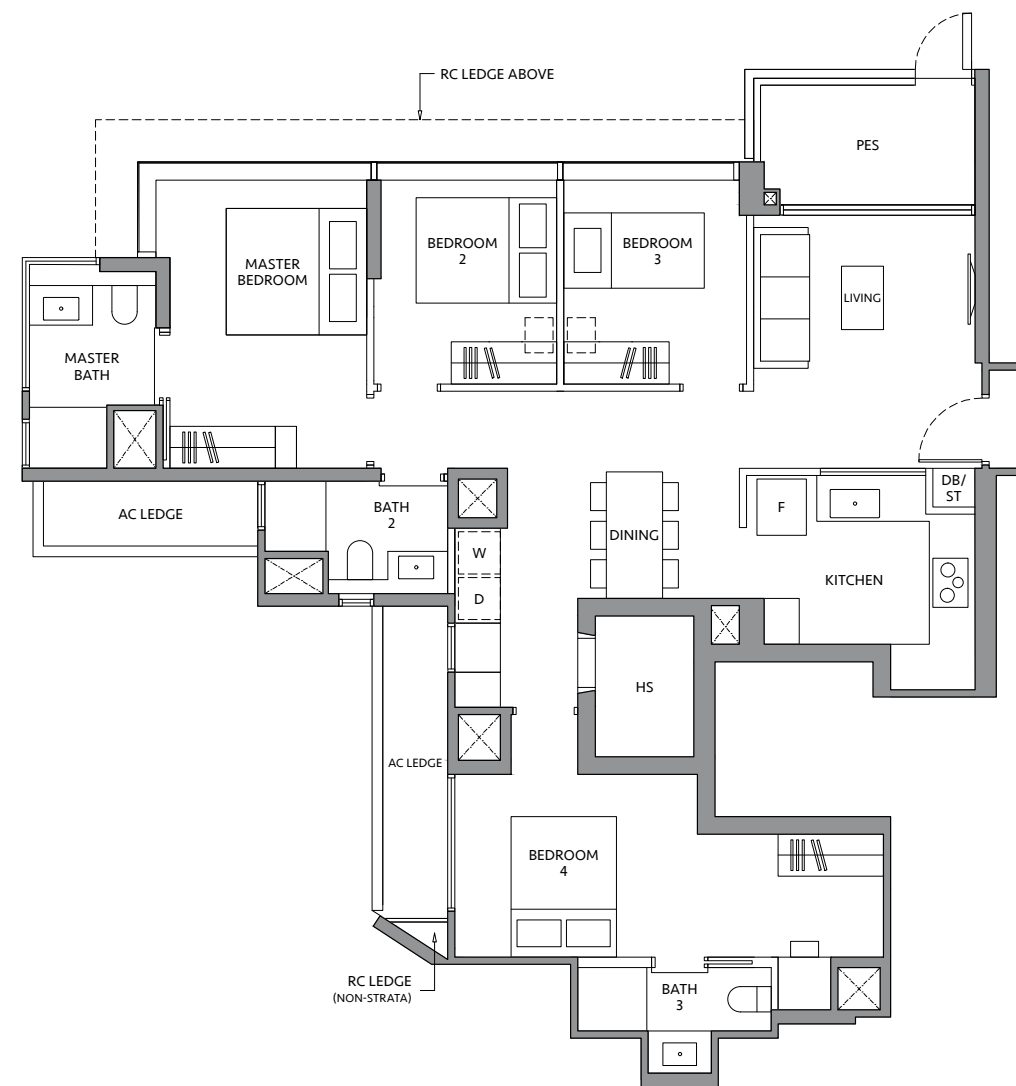 RC LEDGE ABOVE
PES
MASTER
BEDROOM
BEDROOM
2
BEDROOM
3
LIVING
MASTER
BATH
AC LEDGE
BATH
2
W
D
DINING
F
DB/
ST
KITCHEN
HS
AC LEDGE
BEDROOM
4
RC LEDGE
(NON-STRATA)
BATH
3